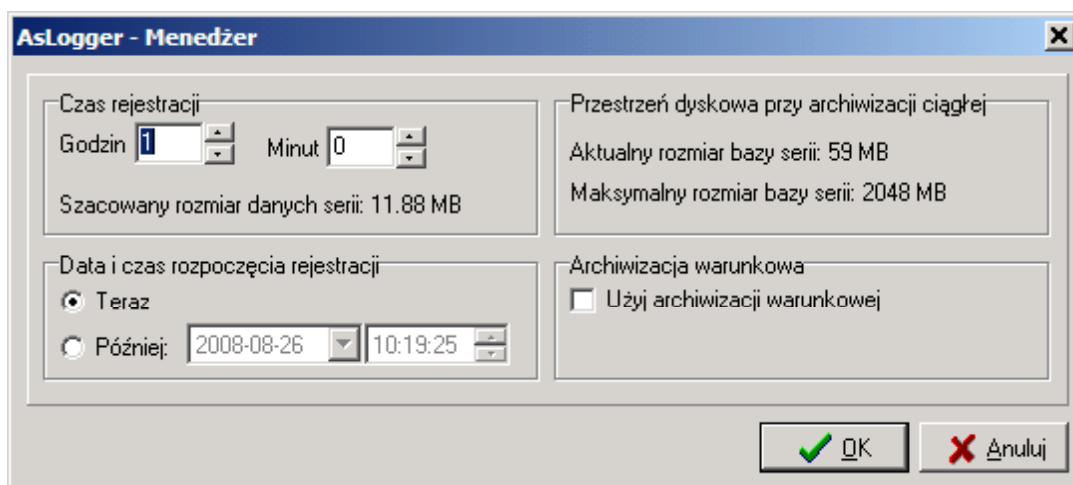 AsLogger - Menedżer
Czas rejestracji
Godzin 1 Minut 0
Szacowany rozmiar danych serii: 11.88 MB
Przestrzeń dyskowa przy archiwizacji ciągłej
Aktualny rozmiar bazy serii: 59 MB
Maksymalny rozmiar bazy serii: 2048 MB
Data i czas rozpoczęcia rejestracji
Teraz
Później: 2008-08-26 10:19:25
Archiwizacja warunkowa
Użyj archiwizacji warunkowej
OK
Anuluj